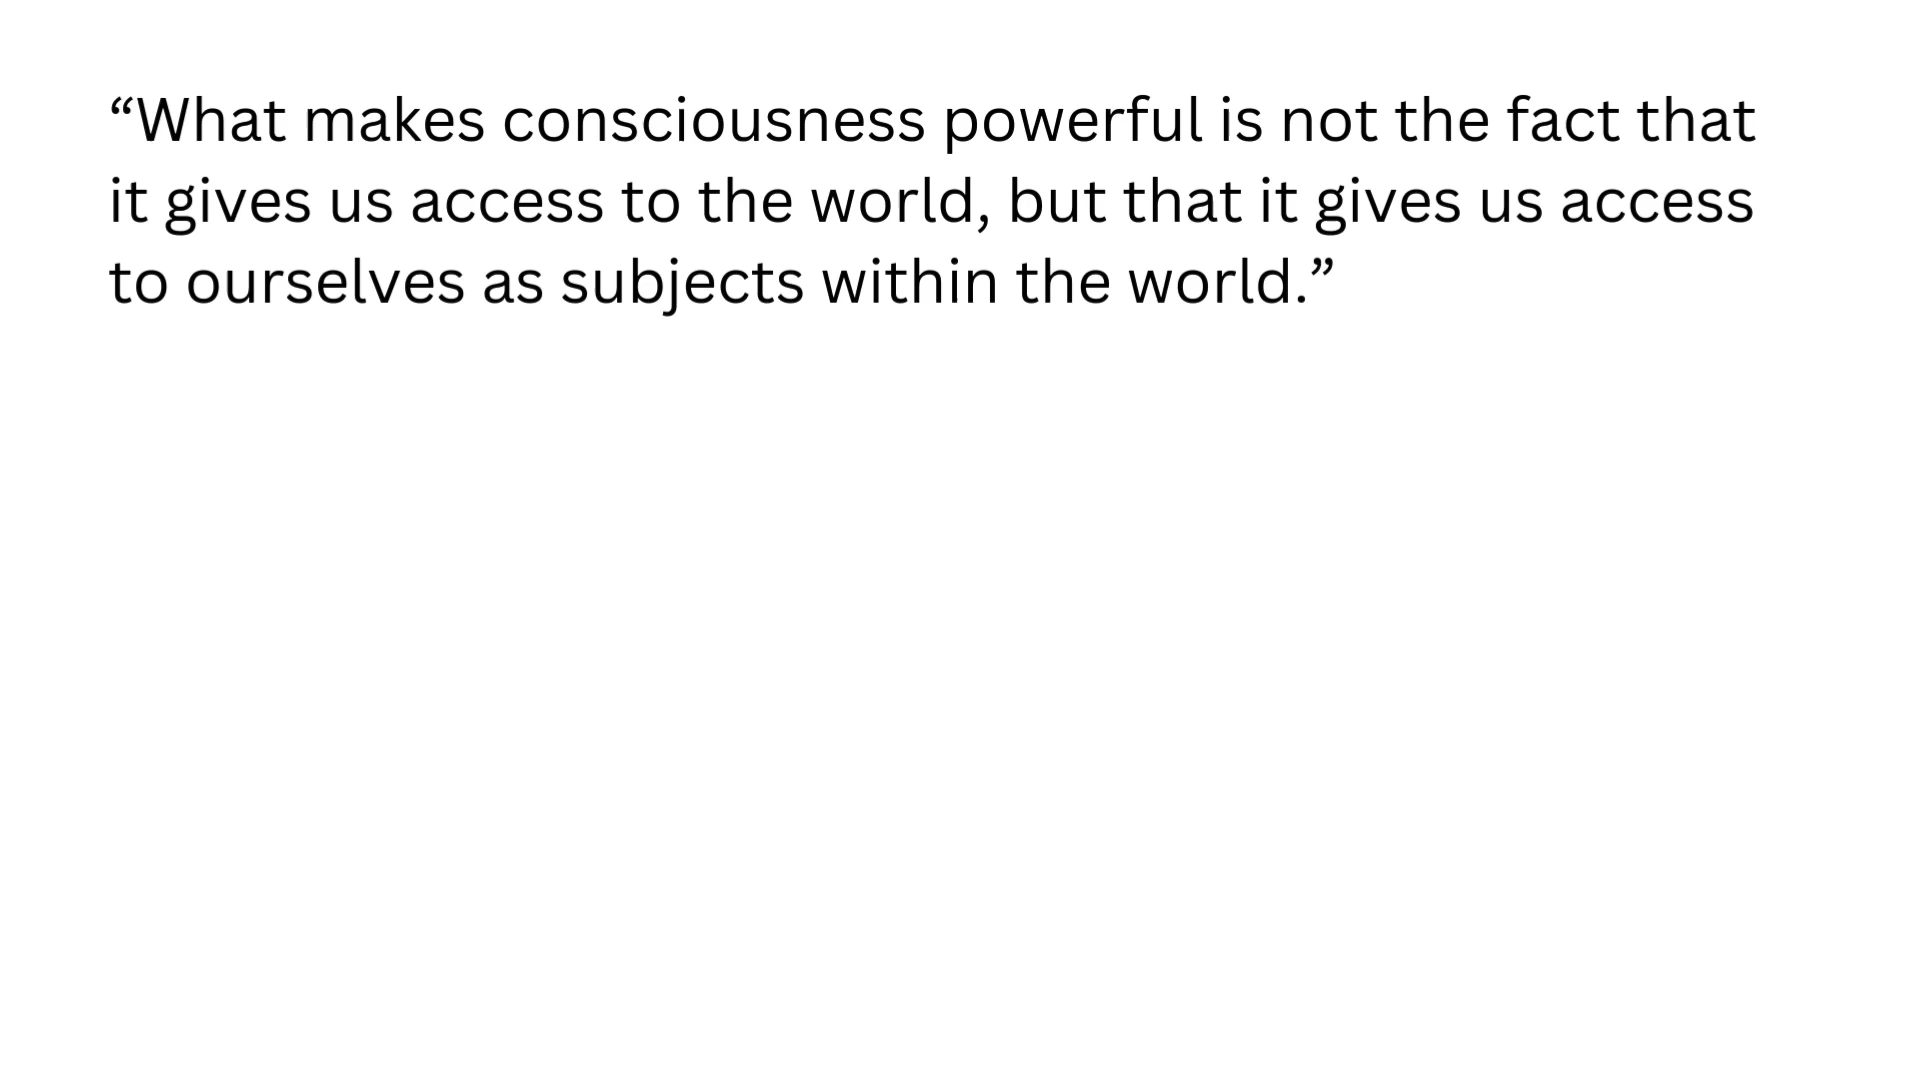 “What makes consciousness powerful is not the fact that
it gives us access to the world, but that it gives us access
to ourselves as subjects within the world.”